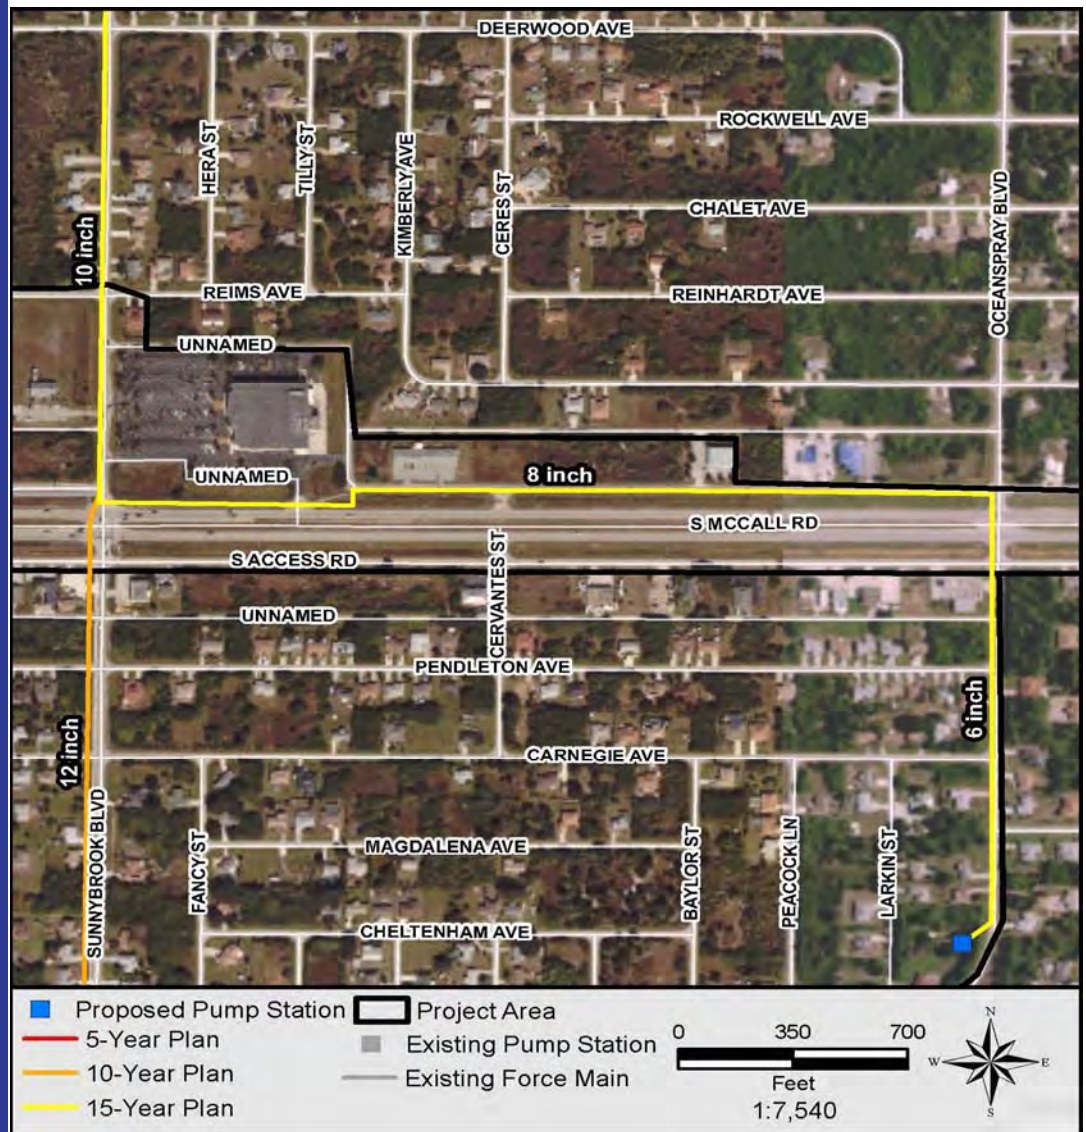 DEERWOOD AVE
ROCKWELL AVE
HERA ST
TILLY ST
KIMBERLY AVE
CERES ST
CHALET AVE
OCEANSPRAY BLVD
10 inch
REIMS AVE
REINHARDT AVE
UNNAMED
UNNAMED
8 inch
S MCCALL RD
S ACCESS RD
CERVANTES ST
UNNAMED
PENDLETON AVE
6 inch
12 inch
CARNEGIE AVE
SUNNYBROOK BLVD
FANCY ST
MAGDALENA AVE
BAYLOR ST
PEACOCK LN
LARKIN ST
CHELTENHAM AVE
Proposed Pump Station
Project Area
5-Year Plan
Existing Pump Station
10-Year Plan
Existing Force Main
15-Year Plan
0 350 700
Feet
1:7,540
N
W
E
S